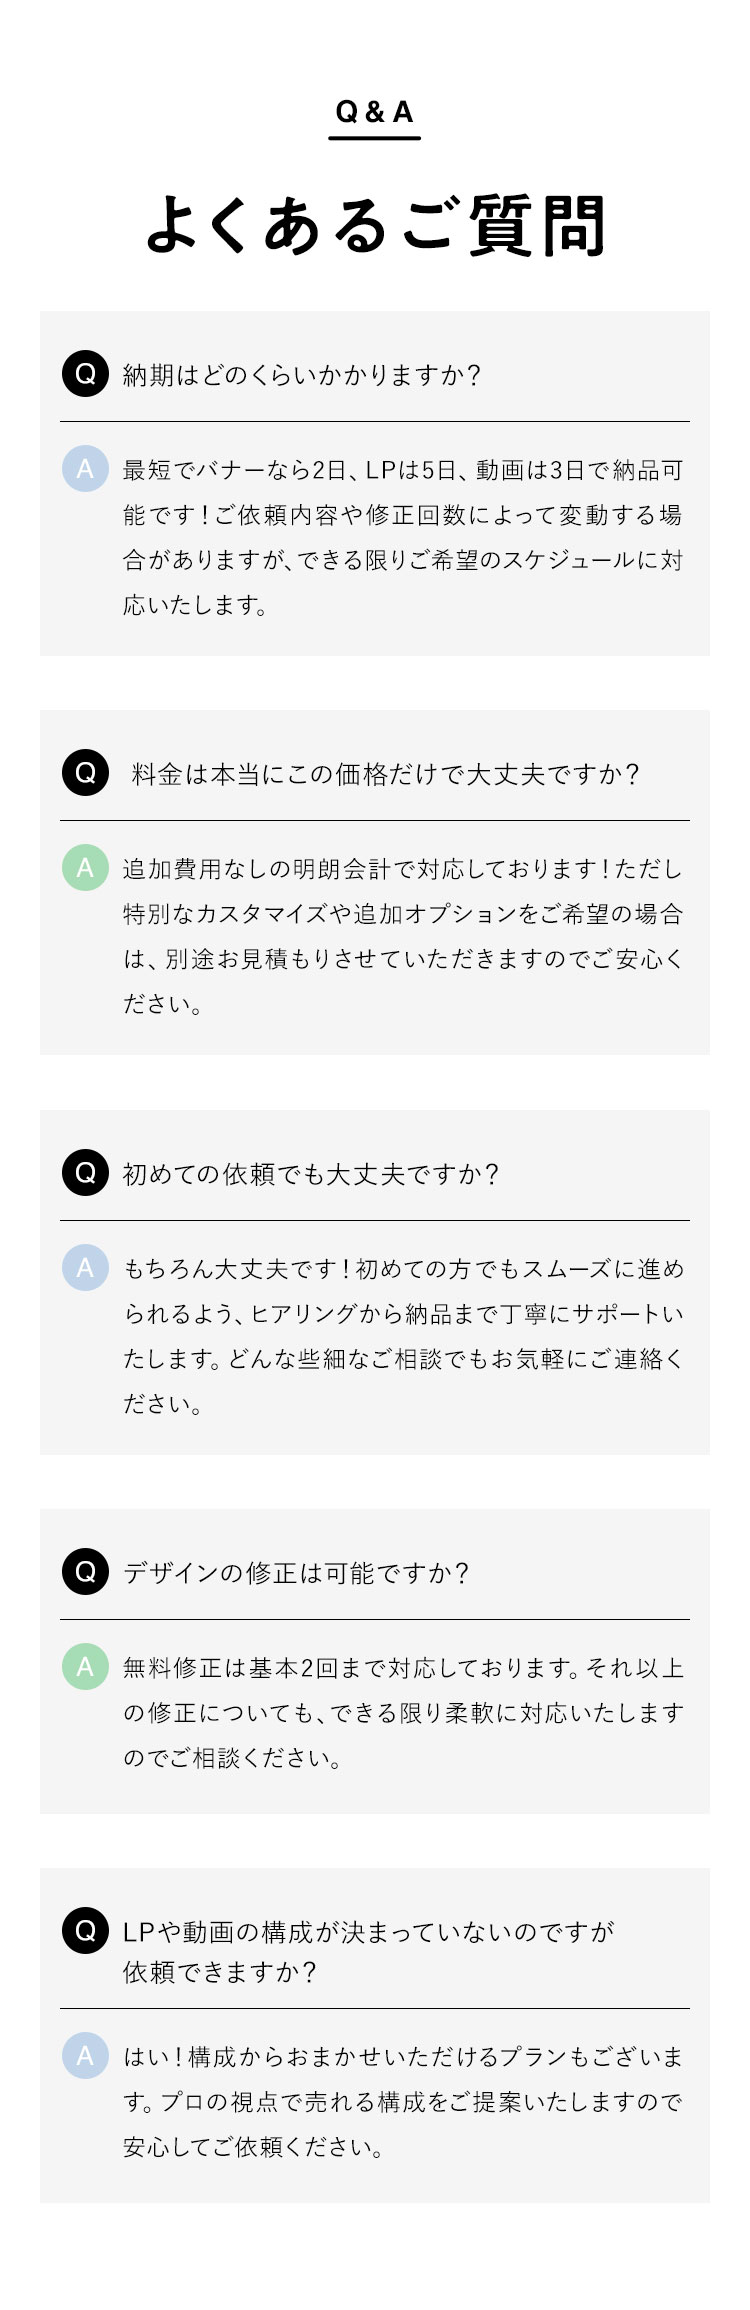 Q & A
よくあるご質問
Q 納期はどのくらいかかりますか？
A 最短でバナーなら2日、LPは5日、動画は3日で納品可
能です！ご依頼内容や修正回数によって変動する場
合がありますが、できる限りご希望のスケジュールに対
応いたします。
Q 料金は本当にこの価格だけで大丈夫ですか？
A 追加費用なしの明朗会計で対応しております！ただし
特別なカスタマイズや追加オプションをご希望の場合
は、別途お見積もりさせていただきますのでご安心く
ださい。
Q 初めての依頼でも大丈夫ですか？
A もちろん大丈夫です！初めての方でもスムーズに進め
られるよう、ヒアリングから納品まで丁寧にサポートい
たします。どんな些細なご相談でもお気軽にご連絡く
ださい。
Q デザインの修正は可能ですか？
A 無料修正は基本2回まで対応しております。それ以上
の修正についても、できる限り柔軟に対応いたします
のでご相談ください。
Q LPや動画の構成が決まっていないのですが
依頼できますか？
A はい！構成からおまかせいただけるプランもございま
す。プロの視点で売れる構成をご提案いたしますので
安心してご依頼ください。